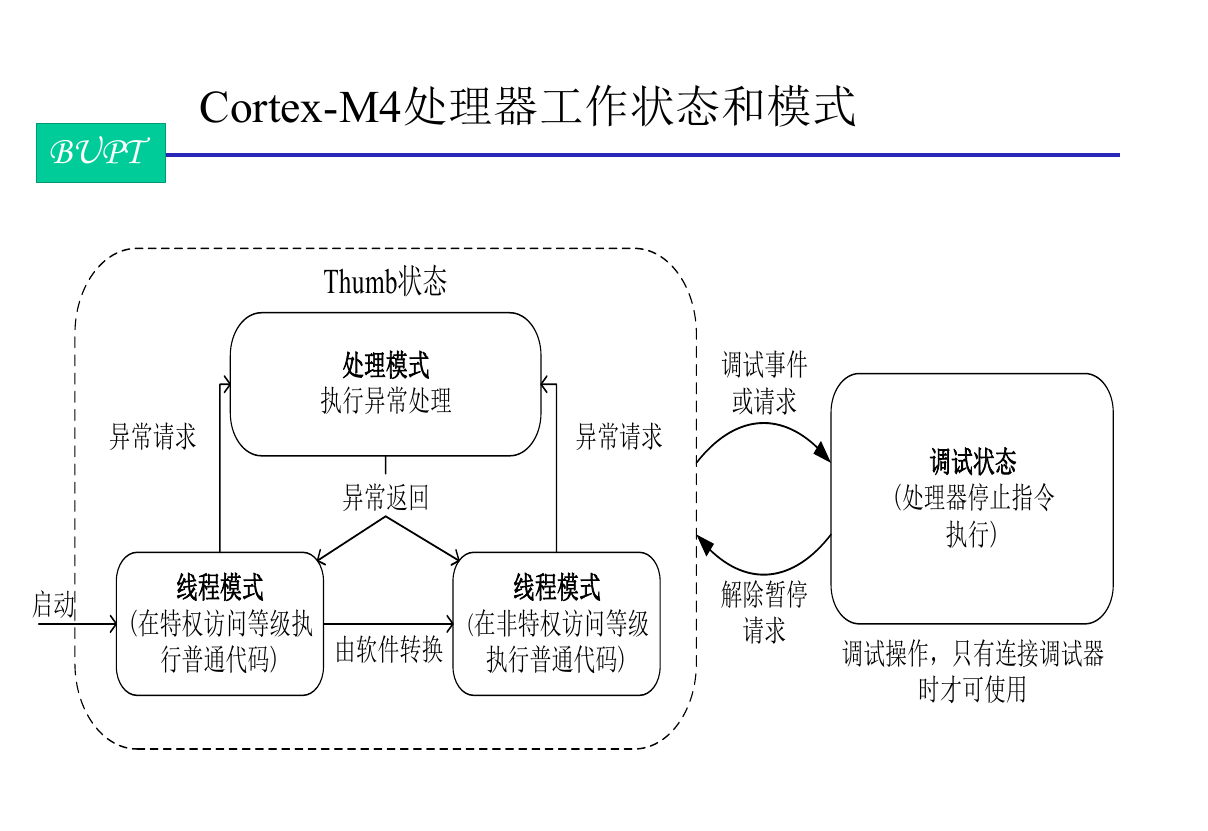 Cortex-M4处理器工作状态和模式
BUPT
Thumb状态
处理模式
执行异常处理
异常请求
异常请求
异常返回
启动
线程模式
(在特权访问等级执
行普通代码)
由软件转换
线程模式
(在非特权访问等级
执行普通代码)
调试事件
或请求
调试状态
(处理器停止指令
执行)
解除暂停
请求
调试操作，只有连接调试器
时才可使用